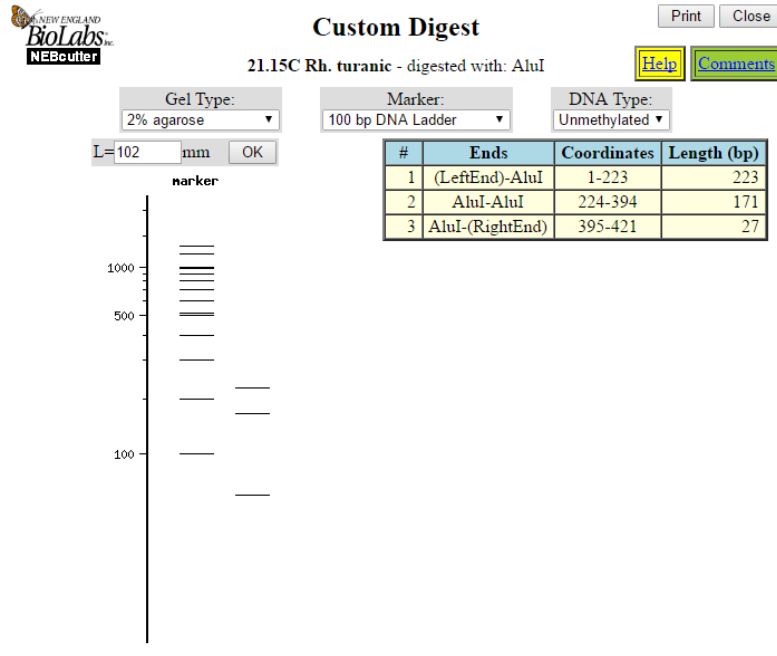 NEW ENGLAND
BioLabs Inc.
NEBcutter
Custom Digest
Print Close
21.15C Rh. turanic - digested with: AluI
Help Comments
Gel Type: Marker: DNA Type:
2% agarose 100 bp DNA Ladder Unmethylated
L=102 mm OK
# Ends Coordinates Length (bp)
1 (LeftEnd)-AluI 1-223 223
2 AluI-AluI 224-394 171
3 AluI-(RightEnd) 395-421 27
marker
1000
500
100